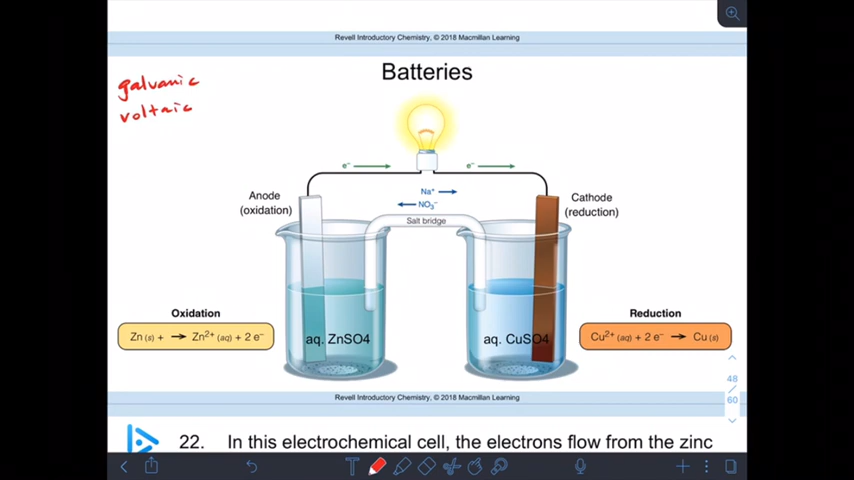 Revell Introductory Chemistry, © 2018 Macmillan Learning
Batteries
galvanic
voltaic
e⁻
e⁻
Na⁺
NO₃⁻
Salt bridge
Anode
(oxidation)
Cathode
(reduction)
Oxidation
Zn (s) + → Zn²⁺ (aq) + 2 e⁻
aq. ZnSO4
aq. CuSO4
Reduction
Cu²⁺ (aq) + 2 e⁻ → Cu (s)
48
/
60
Revell Introductory Chemistry, © 2018 Macmillan Learning
22. In this electrochemical cell, the electrons flow from the zinc
T